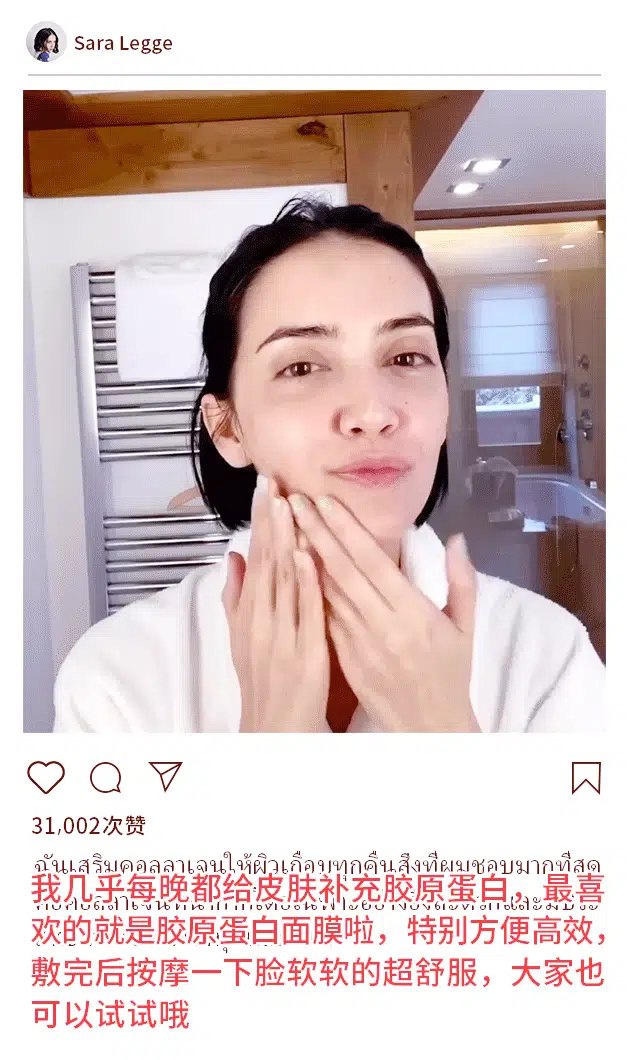 Sara Legge
31,002次赞
ฉันเสริมคอลลาเจนให้ผิวเกือบทุกคืนสิ่งที่ผมชอบมากที่สุด
我几乎每晚都给皮肤补充胶原蛋白，最喜
欢的就是胶原蛋白面膜啦，特别方便高效，
敷完后按摩一下脸软软的超舒服，大家也
可以试试哦